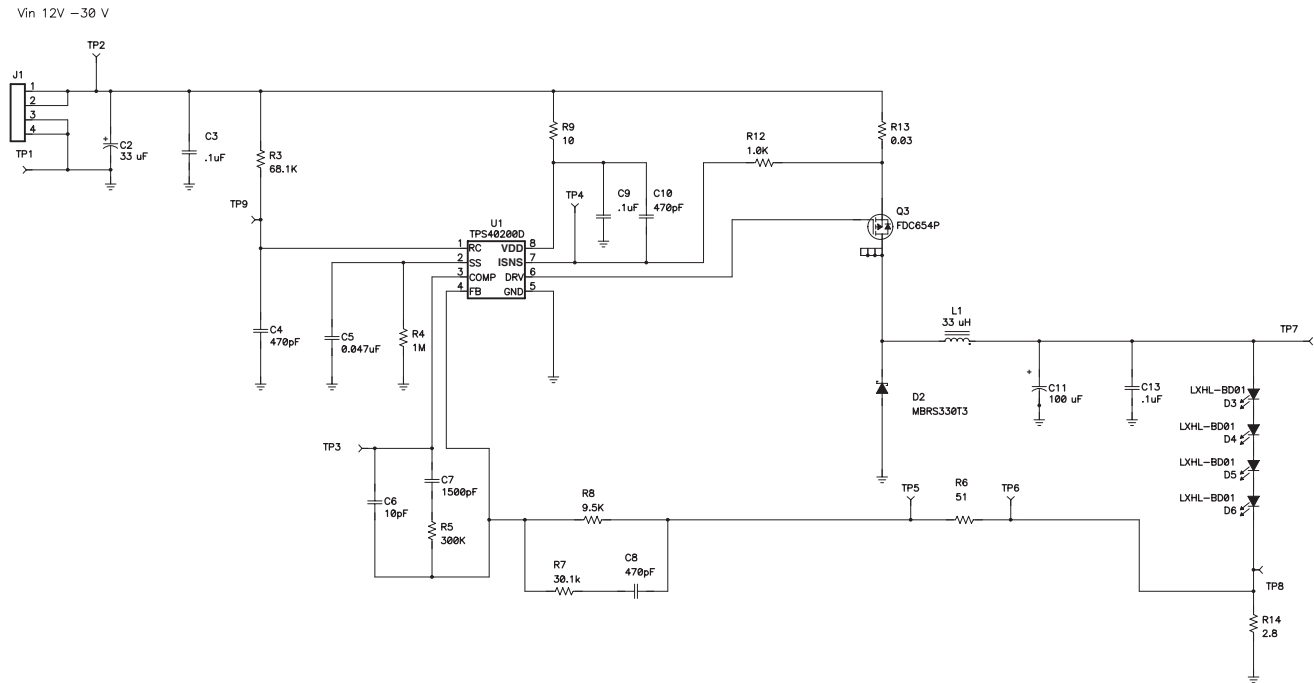 Vin 12V –30 V
TP2
J1
1
2
3
4
TP1
C2
33 uF
+
C3
.1uF
R3
68.1K
R9
10
R12
1.0K
R13
0.03
TP9
TP4
C9
.1uF
C10
470pF
Q3
FDC654P
U1
TPS40200D
1 RC VDD 8
2 SS ISNS 7
3 COMP DRV 6
4 FB GND 5
C4
470pF
C5
0.047uF
R4
1M
L1
33 uH
TP7
D2
MBRS330T3
+
C11
100 uF
C13
.1uF
LXHL-BD01
D3
LXHL-BD01
D4
LXHL-BD01
D5
LXHL-BD01
D6
TP3
C6
10pF
C7
1500pF
R5
300K
R8
9.5K
R7
30.1k
C8
470pF
TP5
R6
51
TP6
TP8
R14
2.8